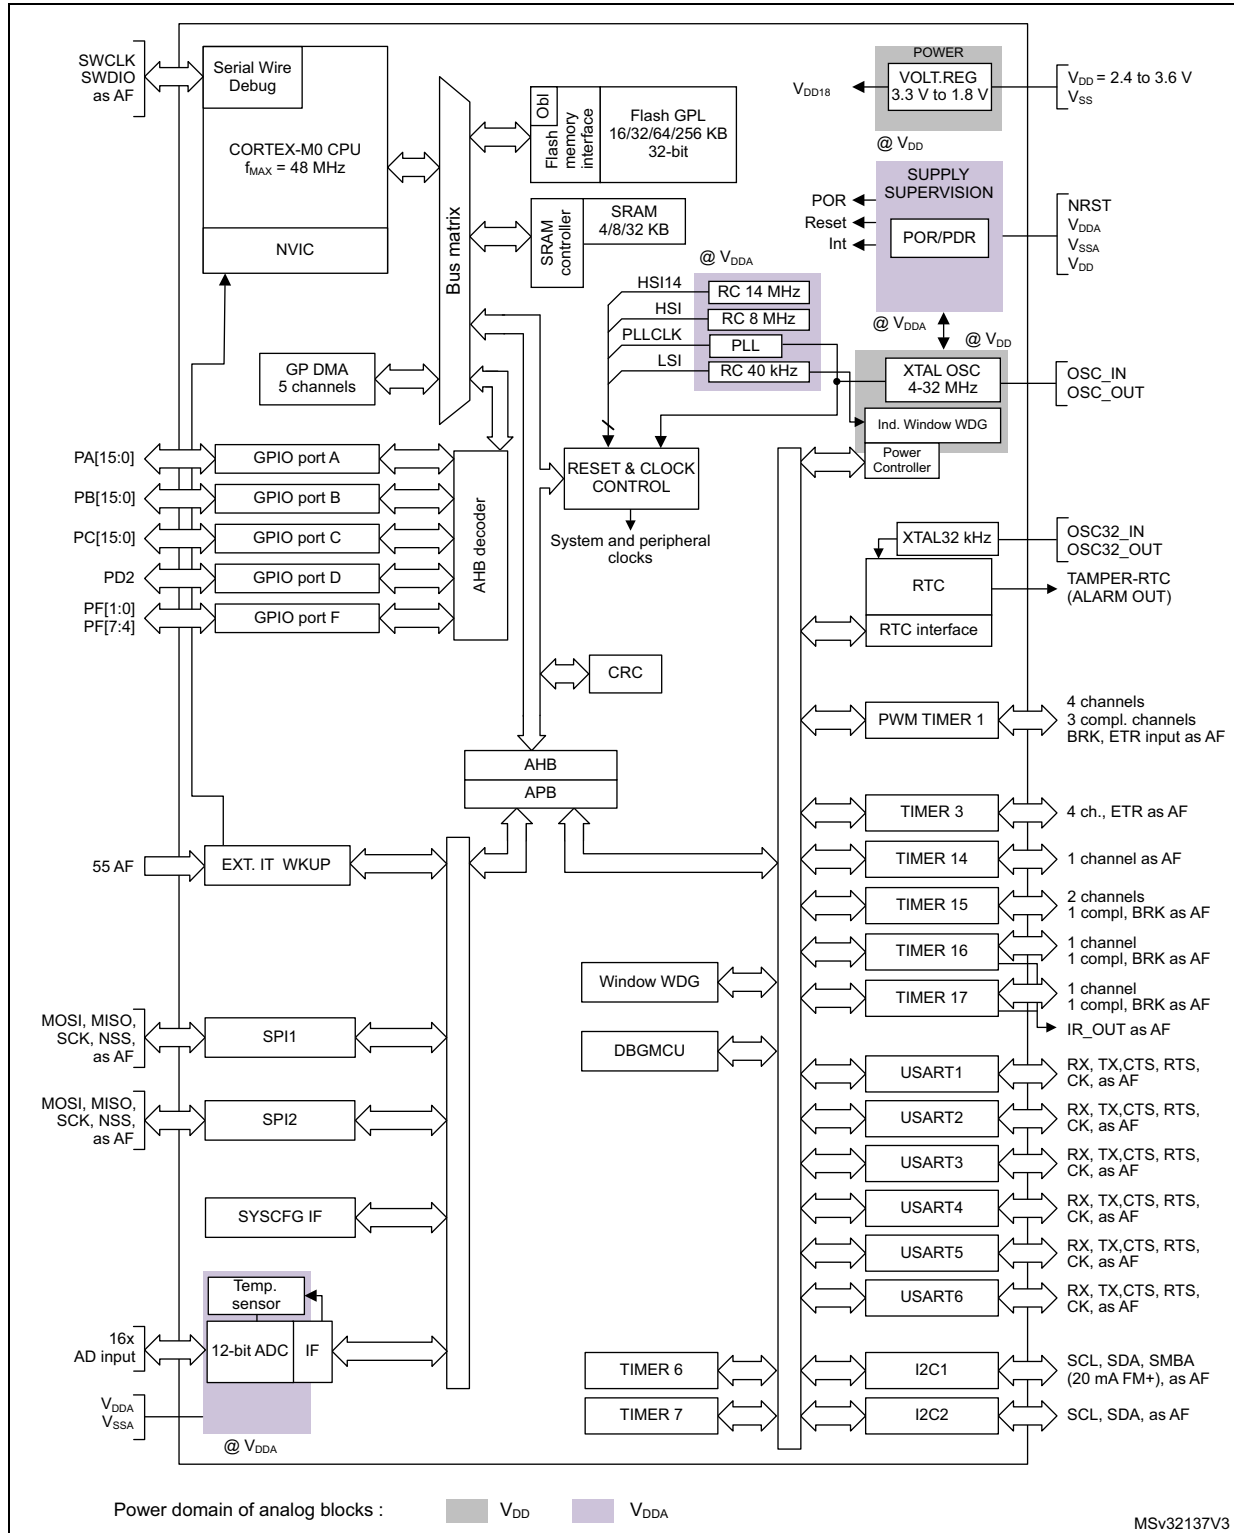 SWCLK
SWDIO
as AF
Serial Wire
Debug
CORTEX-M0 CPU
fMAX = 48 MHz
NVIC
Bus matrix
Obl
Flash
memory
interface
Flash GPL
16/32/64/256 KB
32-bit
SRAM
controller
SRAM
4/8/32 KB
POWER
VOLT.REG
3.3 V to 1.8 V
VDD18
VDD = 2.4 to 3.6 V
VSS
@ VDD
SUPPLY
SUPERVISION
POR
Reset
Int
POR/PDR
NRST
VDDA
VSSA
VDD
@ VDDA
HSI14
HSI
PLLCLK
LSI
RC 14 MHz
RC 8 MHz
PLL
RC 40 kHz
@ VDDA
@ VDD
XTAL OSC
4-32 MHz
OSC_IN
OSC_OUT
Ind. Window WDG
Power
Controller
GP DMA
5 channels
PA[15:0]
GPIO port A
PB[15:0]
GPIO port B
PC[15:0]
GPIO port C
PD2
GPIO port D
PF[1:0]
PF[7:4]
GPIO port F
AHB decoder
RESET & CLOCK
CONTROL
System and peripheral
clocks
XTAL32 kHz
OSC32_IN
OSC32_OUT
RTC
TAMPER-RTC
(ALARM OUT)
RTC interface
CRC
AHB
APB
PWM TIMER 1
4 channels
3 compl. channels
BRK, ETR input as AF
TIMER 3
4 ch., ETR as AF
55 AF
EXT. IT WKUP
TIMER 14
1 channel as AF
TIMER 15
2 channels
1 compl, BRK as AF
TIMER 16
1 channel
1 compl, BRK as AF
Window WDG
TIMER 17
1 channel
1 compl, BRK as AF
IR_OUT as AF
MOSI, MISO,
SCK, NSS,
as AF
SPI1
DBGMCU
USART1
RX, TX,CTS, RTS,
CK, as AF
MOSI, MISO,
SCK, NSS,
as AF
SPI2
USART2
RX, TX,CTS, RTS,
CK, as AF
USART3
RX, TX,CTS, RTS,
CK, as AF
SYSCFG IF
USART4
RX, TX,CTS, RTS,
CK, as AF
USART5
RX, TX,CTS, RTS,
CK, as AF
USART6
RX, TX,CTS, RTS,
CK, as AF
Temp.
sensor
16x
AD input
12-bit ADC
IF
VDDA
VSSA
@ VDDA
TIMER 6
I2C1
SCL, SDA, SMBA
(20 mA FM+), as AF
TIMER 7
I2C2
SCL, SDA, as AF
Power domain of analog blocks :
VDD
VDDA
MSv32137V3